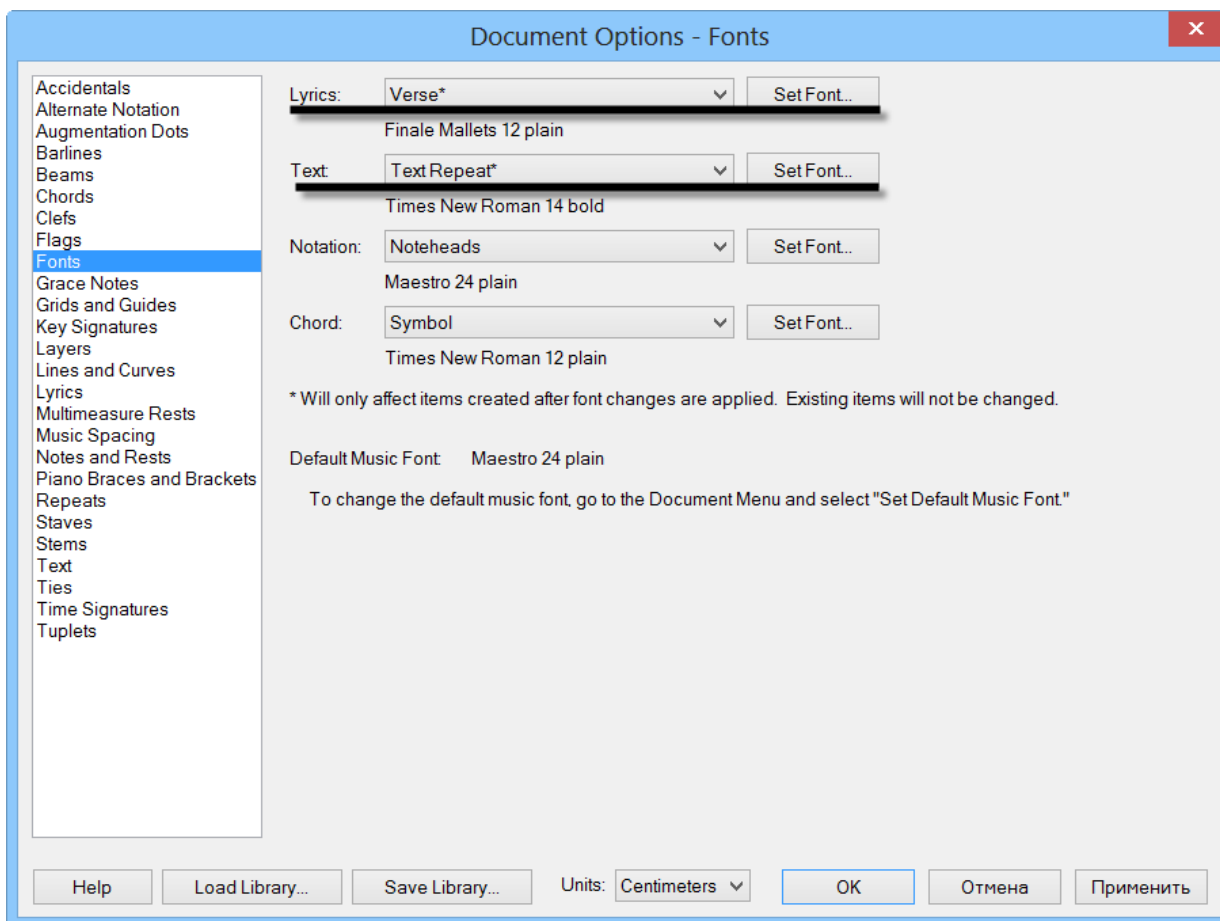 Document Options - Fonts
Accidentals
Alternate Notation
Augmentation Dots
Barlines
Beams
Chords
Clefs
Flags
Fonts
Grace Notes
Grids and Guides
Key Signatures
Layers
Lines and Curves
Lyrics
Multimeasure Rests
Music Spacing
Notes and Rests
Piano Braces and Brackets
Repeats
Staves
Stems
Text
Ties
Time Signatures
Tuplets
Lyrics: Verse* Set Font...
Finale Mallets 12 plain
Text: Text Repeat* Set Font...
Times New Roman 14 bold
Notation: Noteheads Set Font...
Maestro 24 plain
Chord: Symbol Set Font...
Times New Roman 12 plain
* Will only affect items created after font changes are applied. Existing items will not be changed.
Default Music Font: Maestro 24 plain
To change the default music font, go to the Document Menu and select "Set Default Music Font."
Help Load Library... Save Library... Units: Centimeters OK Отмена Применить